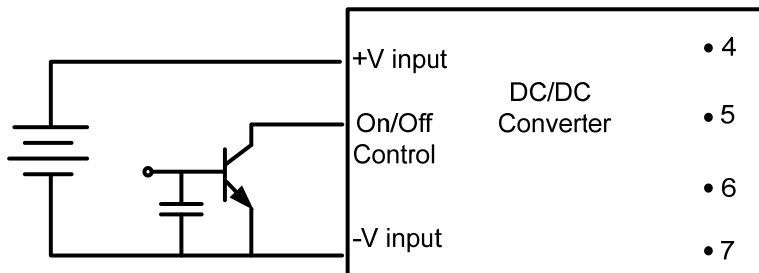 +V input
On/Off
Control
-V input
DC/DC
Converter
4
5
6
7